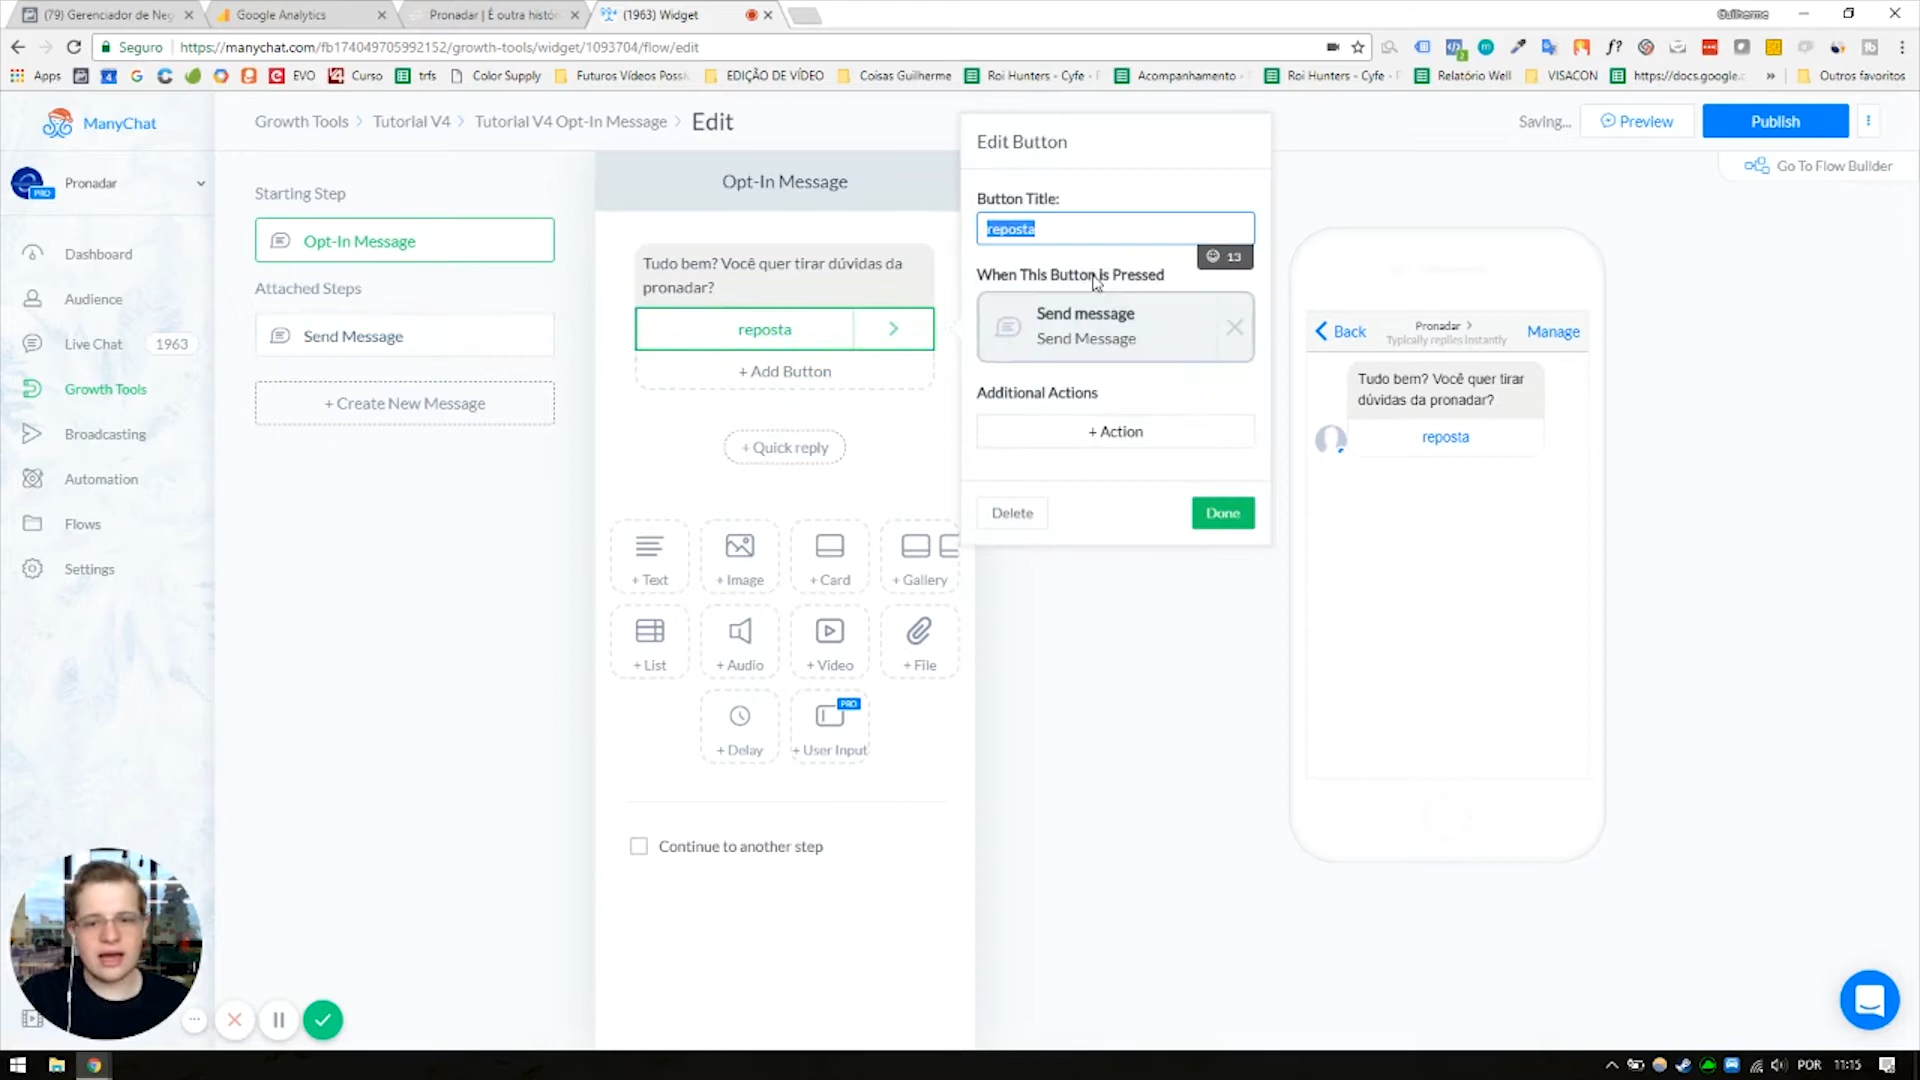 (79) Gerenciador de Neg
Google Analytics
Pronadar | É outra histór
(1963) Widget
Guilherme
Seguro
https://manychat.com/fb174049705992152/growth-tools/widget/1093704/flow/edit
Apps
EVO
Curso
trfs
Color Supply
Futuros Vídeos Possí
EDIÇÃO DE VÍDEO
Coisas Guilherme
Roi Hunters - Cyfe -
Acompanhamento -
Roi Hunters - Cyfe -
Relatório Well
VISACON
https://docs.google.c
»
Outros favoritos
ManyChat
Growth Tools > Tutorial V4 > Tutorial V4 Opt-In Message > Edit
Saving...
Preview
Publish
Go To Flow Builder
Pronadar
PRO
Dashboard
Audience
Live Chat 1963
Growth Tools
Broadcasting
Automation
Flows
Settings
Starting Step
Opt-In Message
Attached Steps
Send Message
+ Create New Message
Opt-In Message
Tudo bem? Você quer tirar dúvidas da
pronadar?
reposta
+ Add Button
+ Quick reply
+ Text
+ Image
+ Card
+ Gallery
+ List
+ Audio
+ Video
+ File
+ Delay
PRO
+ User Input
Continue to another step
Edit Button
Button Title:
reposta
13
When This Button is Pressed
Send message
Send Message
Additional Actions
+ Action
Delete
Done
Back
Pronadar >
Typically replies instantly
Manage
Tudo bem? Você quer tirar
dúvidas da pronadar?
reposta
POR
11:15